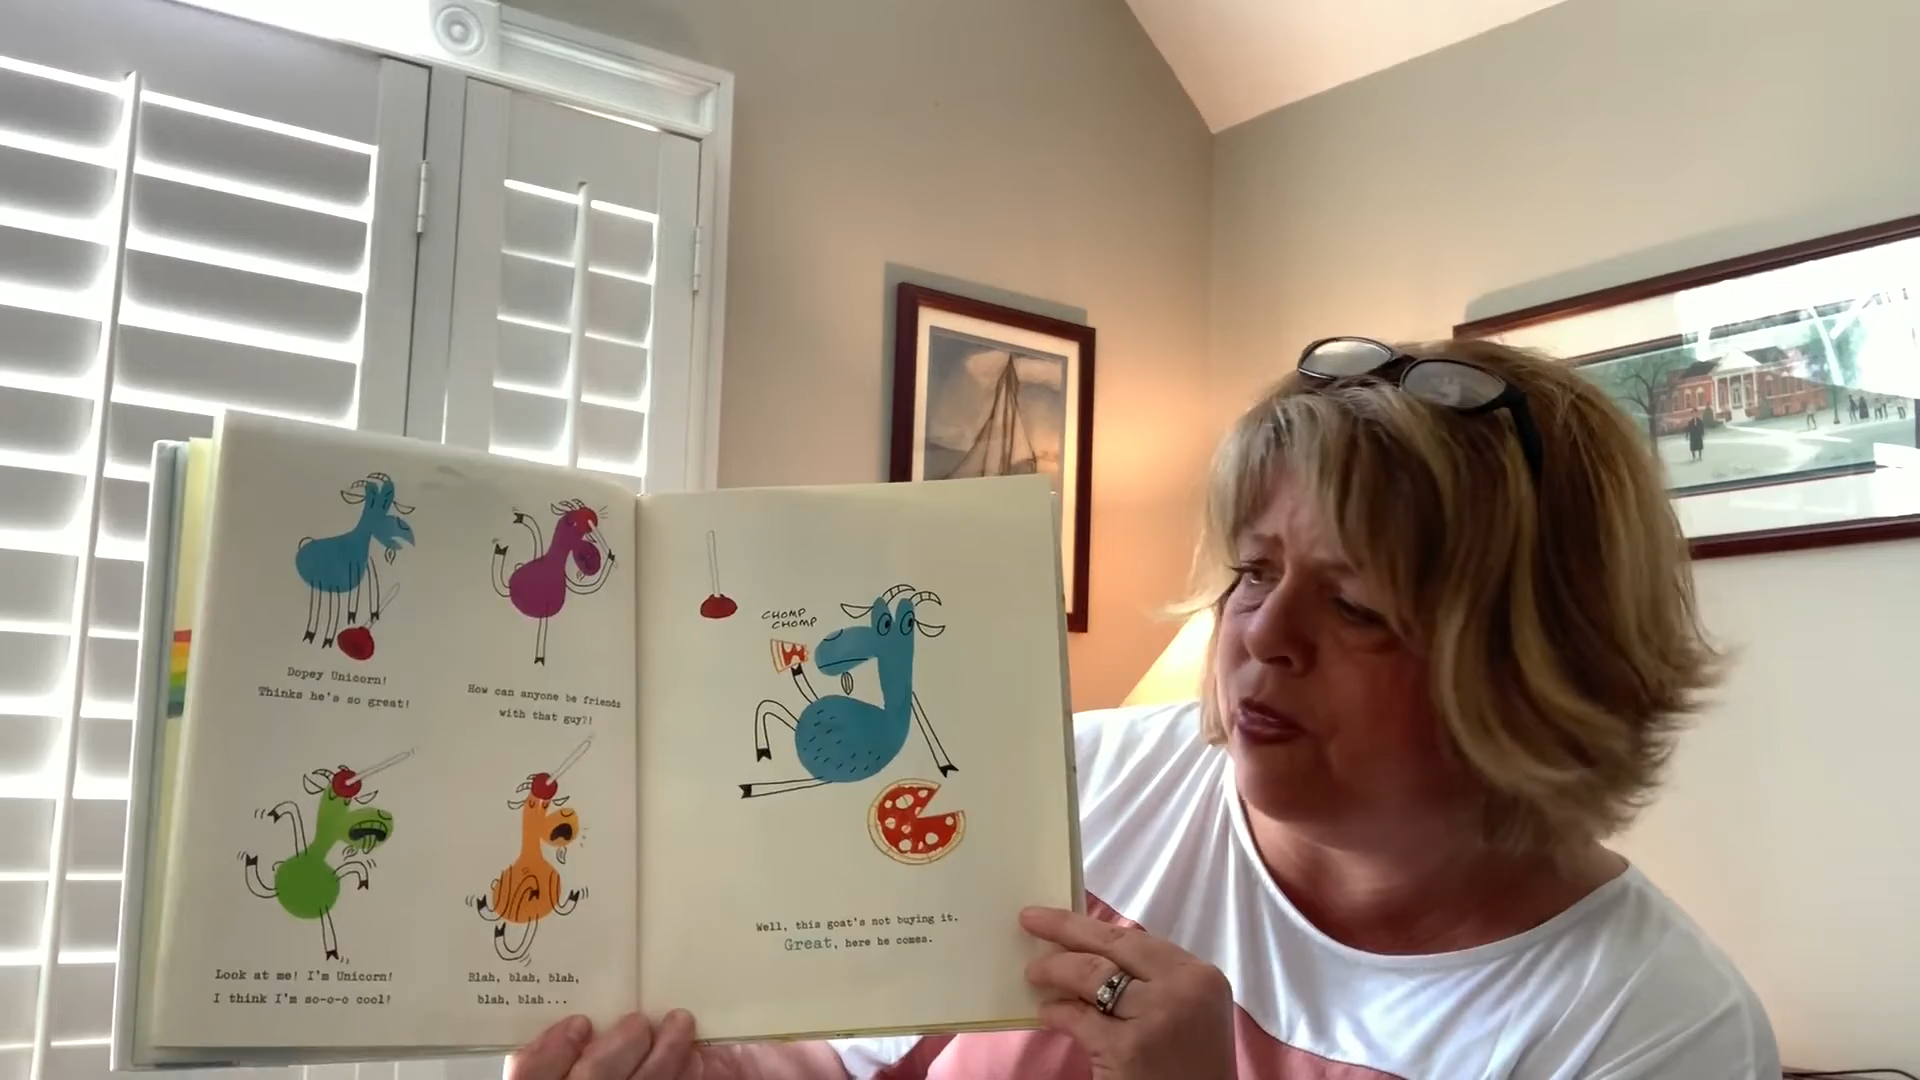 Dopey Unicorn!
Thinks he's so great!
How can anyone be friends
with that guy?!
Look at me! I'm Unicorn!
I think I'm so-o-o cool!
Blah, blah, blah,
blah, blah...
CHOMP
CHOMP
Well, this goat's not buying it.
Great, here he comes.